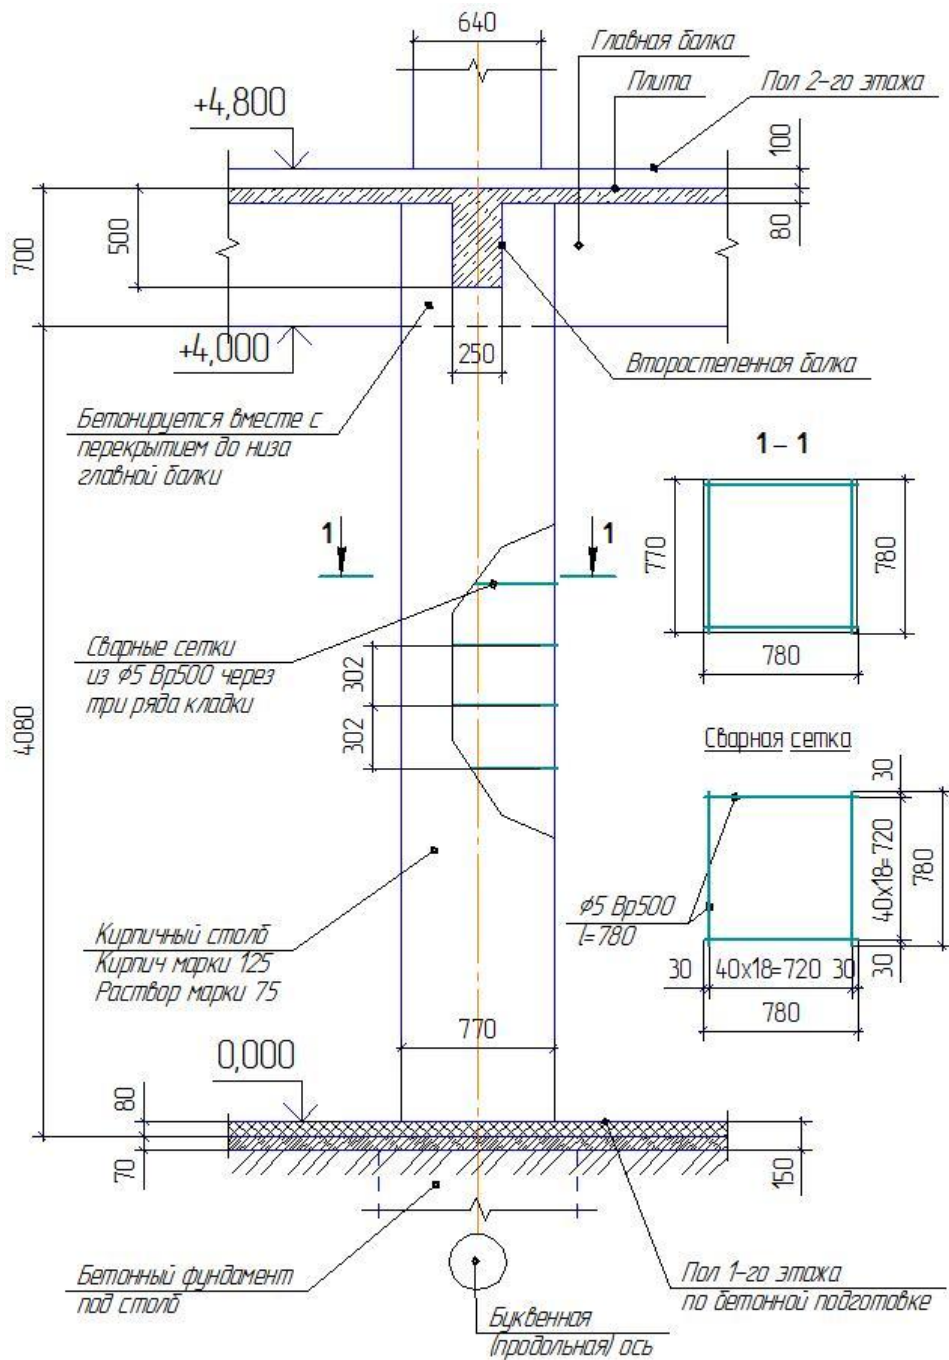 640
Главная балка
Плита
Пол 2-го этажа
+4,800
100
500
700
80
+4,000
250
Второстепенная балка
Бетонируется вместе с
перекрытием до низа
главной балки
1 – 1
1
1
770
780
780
Сварные сетки
из φ5 Вр500 через
три ряда кладки
302
302
4080
Сварная сетка
30
40х18=720
780
30
φ5 Вр500
l=780
30
40х18=720
30
780
Кирпичный столб
Кирпич марки 125
Раствор марки 75
770
0,000
80
70
150
Бетонный фундамент
под столб
Пол 1-го этажа
по бетонной подготовке
Буквенная
(продольная) ось